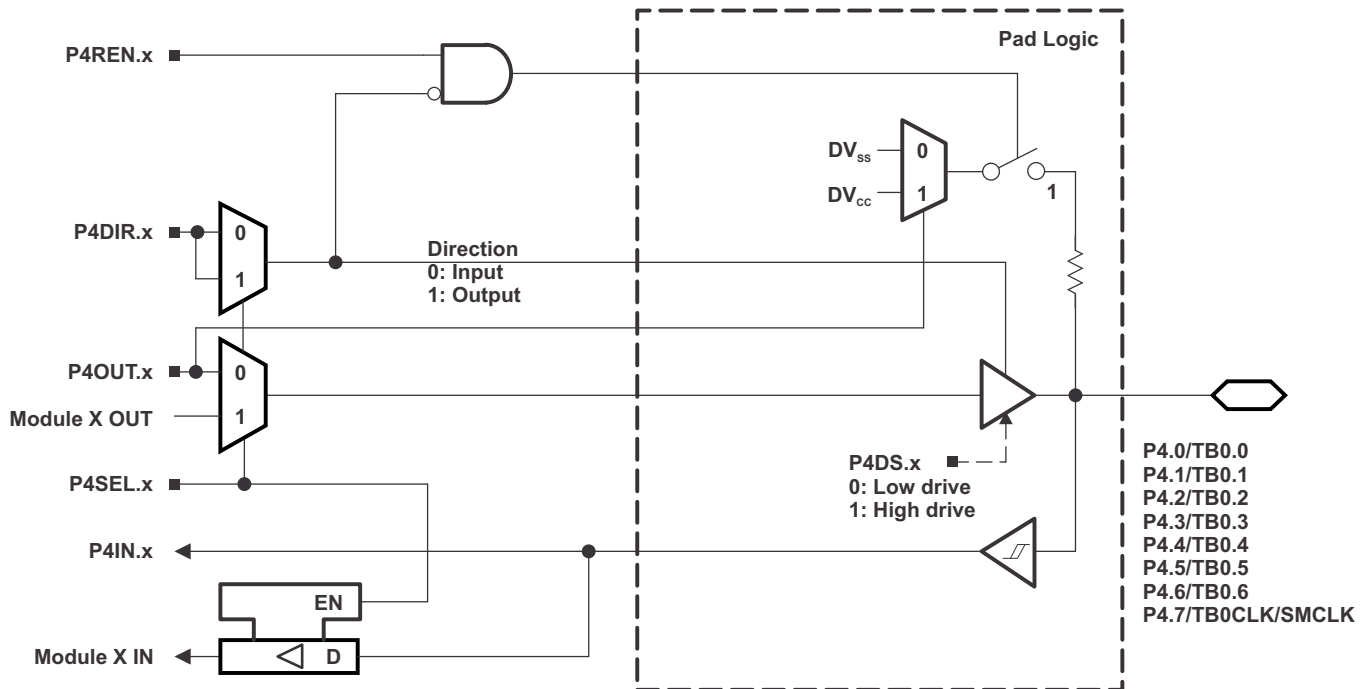 Pad Logic
P4REN.x
DVss
0
DVcc
1
1
P4DIR.x
0
1
Direction
0: Input
1: Output
P4OUT.x
0
Module X OUT
1
P4SEL.x
P4DS.x
0: Low drive
1: High drive
P4.0/TB0.0
P4.1/TB0.1
P4.2/TB0.2
P4.3/TB0.3
P4.4/TB0.4
P4.5/TB0.5
P4.6/TB0.6
P4.7/TB0CLK/SMCLK
P4IN.x
EN
Module X IN
D